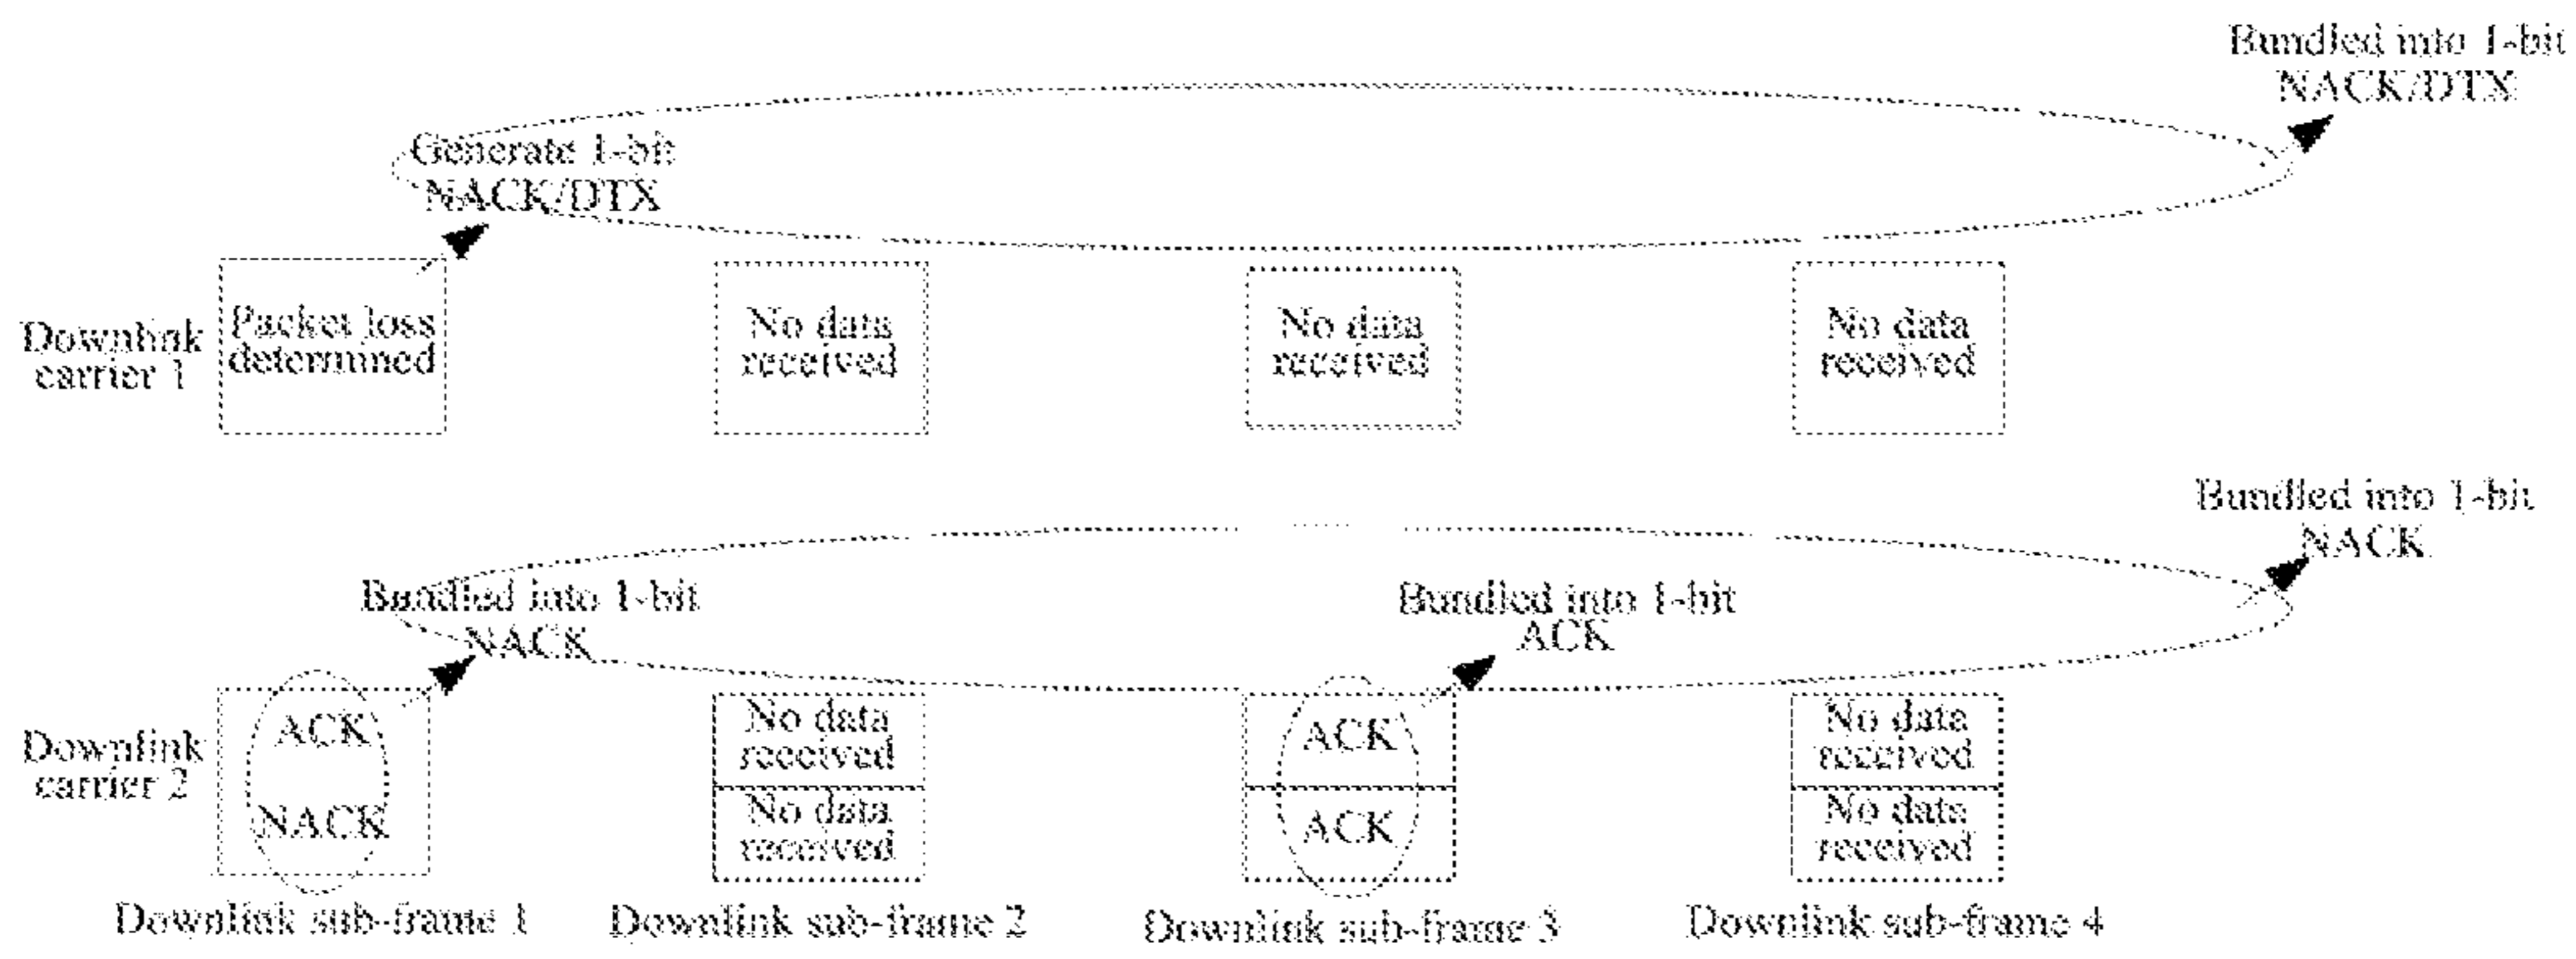 Bundled into 1-bit
NACK/DTX
Generate 1-bit
NACK/DTX
Downlink
carrier 1
Packet loss
determined
No data
received
No data
received
No data
received
Bundled into 1-bit
NACK
Bundled into 1-bit
NACK
Bundled into 1-bit
ACK
Downlink
carrier 2
ACK
NACK
No data
received
No data
received
ACK
ACK
No data
received
No data
received
Downlink sub-frame 1
Downlink sub-frame 2
Downlink sub-frame 3
Downlink sub-frame 4